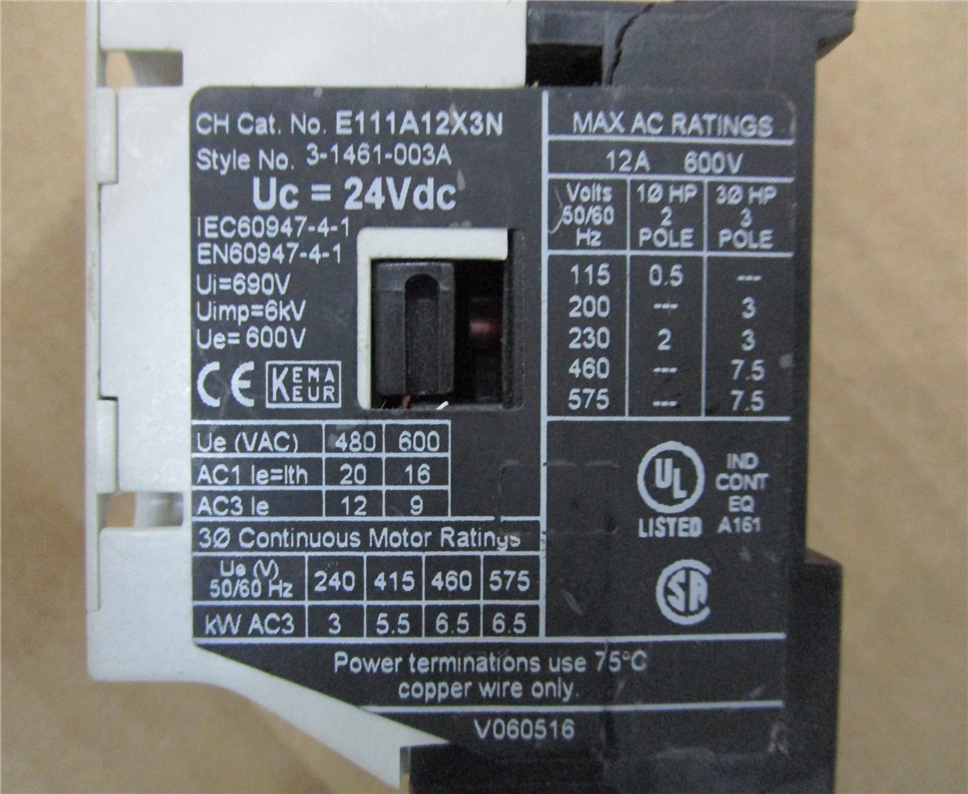 CH Cat. No. E111A12X3N
Style No. 3-1461-003A
Uc = 24Vdc
IEC60947-4-1
EN60947-4-1
Ui=690V
Uimp=6kV
Ue= 600V
CE KEMA KEUR
Ue (VAC) 480 600
AC1 Ie=Ith 20 16
AC3 Ie 12 9
3Ø Continuous Motor Ratings
Ue (V) 50/60 Hz 240 415 460 575
kW AC3 3 5.5 6.5 6.5
MAX AC RATINGS
12A 600V
Volts 1Ø HP 3Ø HP
50/60 2 3
Hz POLE POLE
115 0.5 ---
200 --- 3
230 2 3
460 --- 7.5
575 --- 7.5
UL
LISTED
IND
CONT
EQ
A161
SA
Power terminations use 75°C
copper wire only.
V060516